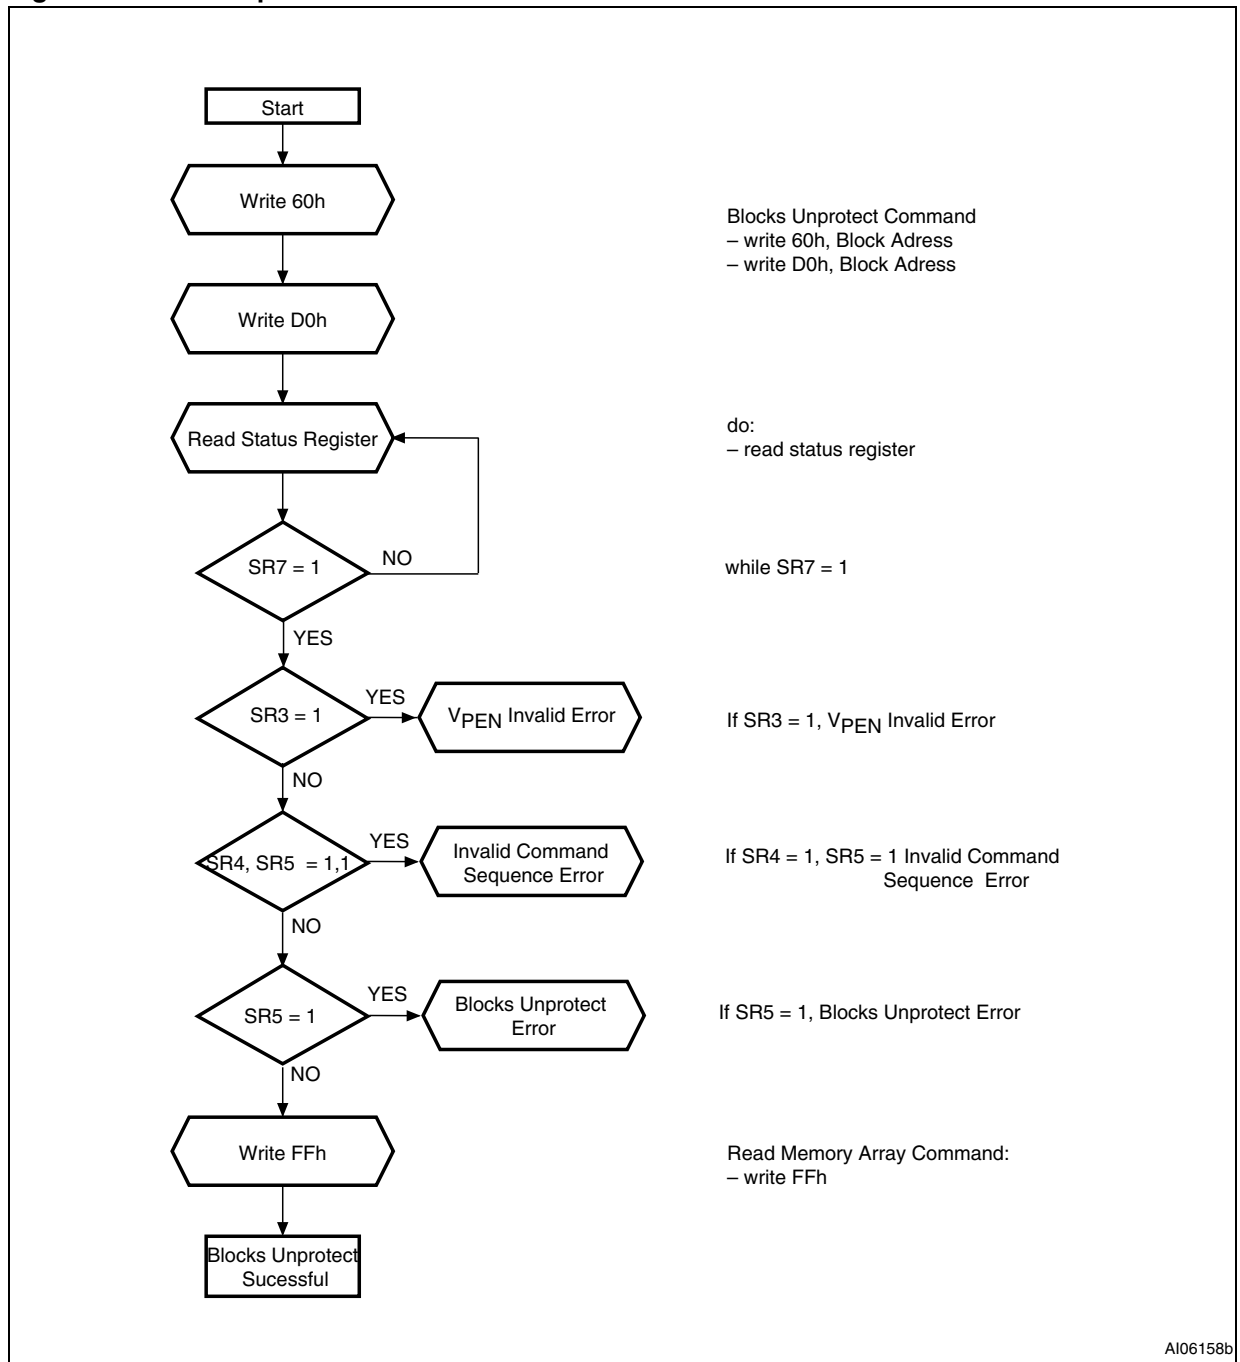 Start
Write 60h
Blocks Unprotect Command
– write 60h, Block Adress
– write D0h, Block Adress
Write D0h
Read Status Register
do:
– read status register
SR7 = 1
NO
while SR7 = 1
YES
SR3 = 1
YES
VPEN Invalid Error
If SR3 = 1, VPEN Invalid Error
NO
SR4, SR5 = 1,1
YES
Invalid Command
Sequence Error
If SR4 = 1, SR5 = 1 Invalid Command
Sequence Error
NO
SR5 = 1
YES
Blocks Unprotect
Error
If SR5 = 1, Blocks Unprotect Error
NO
Write FFh
Read Memory Array Command:
– write FFh
Blocks Unprotect
Sucessful
AI06158b